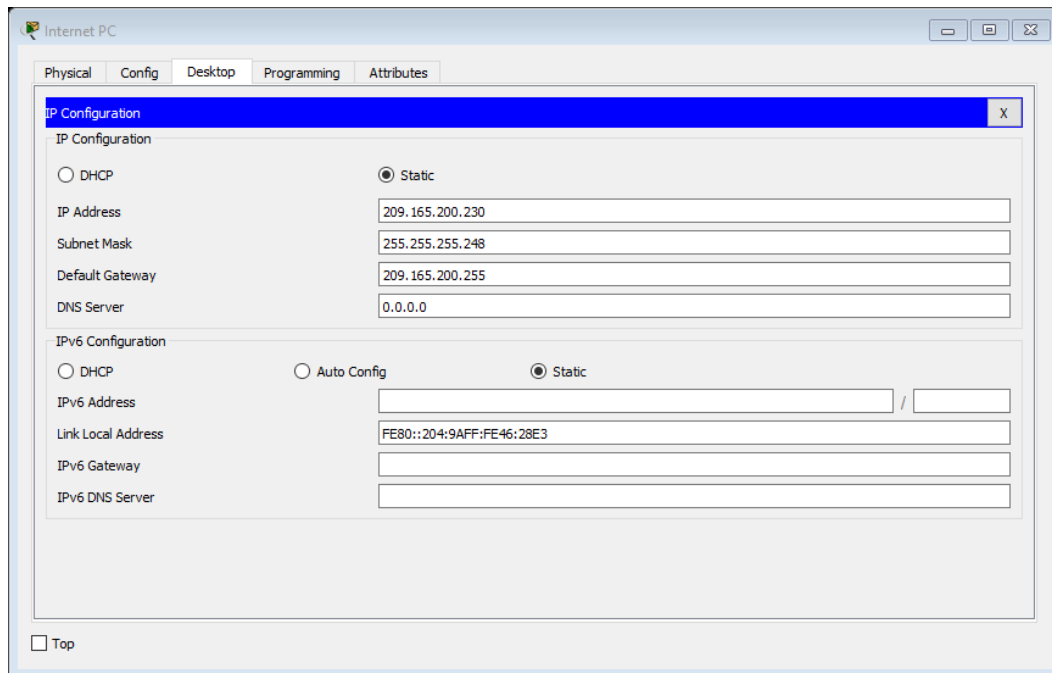 Internet PC
Physical Config Desktop Programming Attributes
IP Configuration X
IP Configuration
DHCP Static
IP Address 209.165.200.230
Subnet Mask 255.255.255.248
Default Gateway 209.165.200.255
DNS Server 0.0.0.0
IPv6 Configuration
DHCP Auto Config Static
IPv6 Address /
Link Local Address FE80::204:9AFF:FE46:28E3
IPv6 Gateway
IPv6 DNS Server
Top